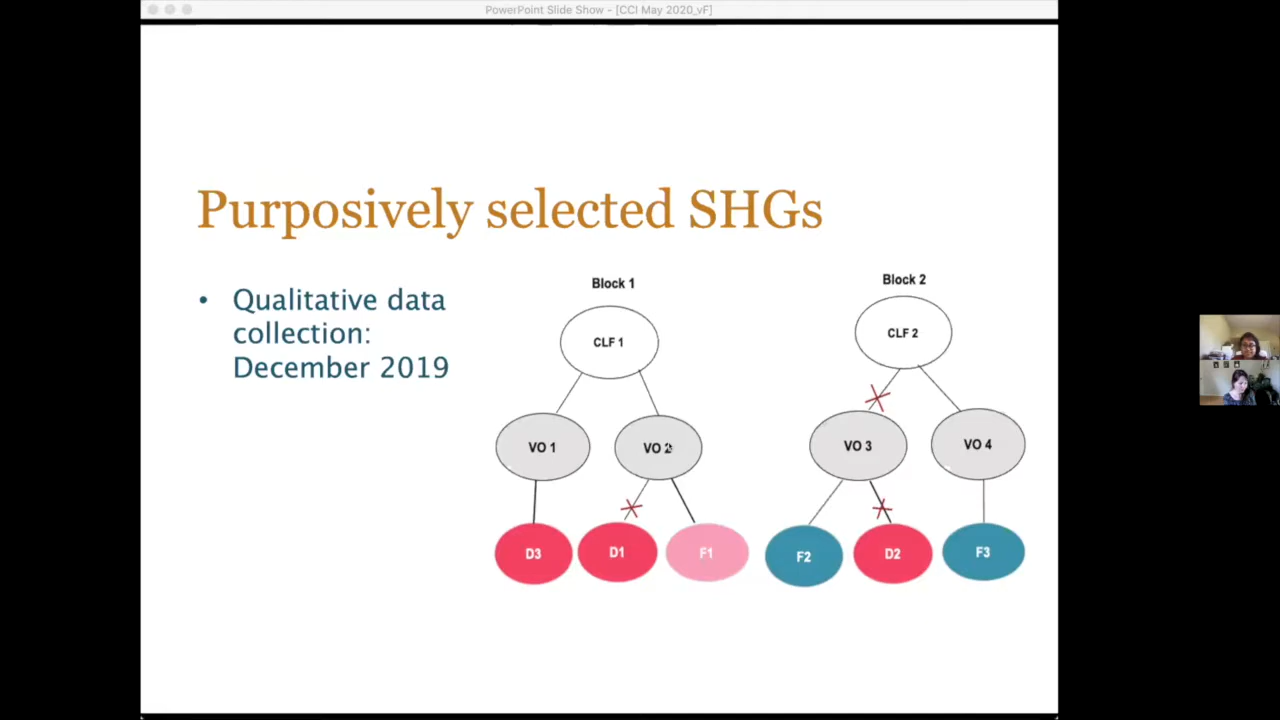 PowerPoint Slide Show - [CCI May 2020_vF]
Purposively selected SHGs
• Qualitative data
collection:
December 2019
Block 1
Block 2
CLF 1
CLF 2
VO 1
VO 2
VO 3
VO 4
D3
D1
F1
F2
D2
F3